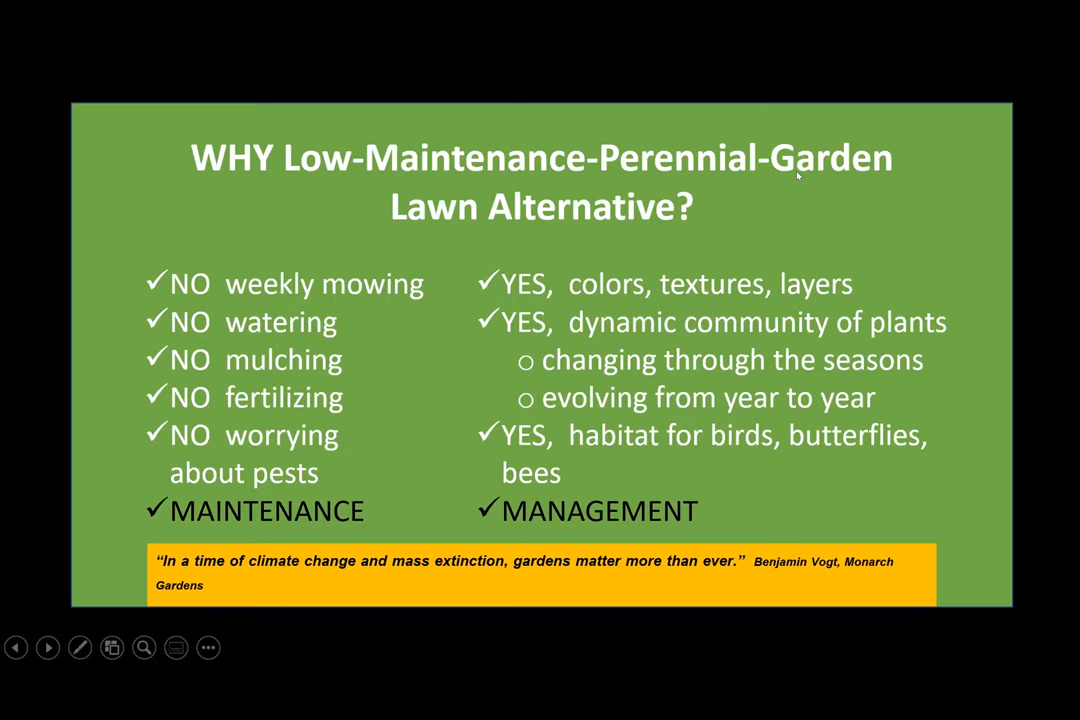 WHY Low-Maintenance-Perennial-Garden
Lawn Alternative?
✓NO weekly mowing
✓NO watering
✓NO mulching
✓NO fertilizing
✓NO worrying
about pests
✓MAINTENANCE
✓YES, colors, textures, layers
✓YES, dynamic community of plants
o changing through the seasons
o evolving from year to year
✓YES, habitat for birds, butterflies,
bees
✓MANAGEMENT
“In a time of climate change and mass extinction, gardens matter more than ever.” Benjamin Vogt, Monarch
Gardens